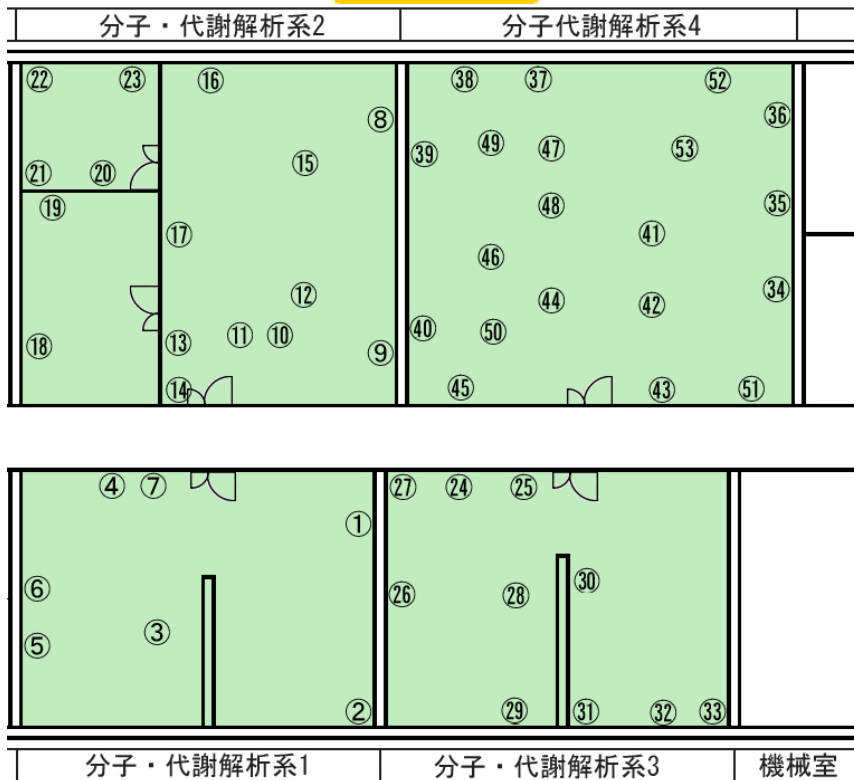 分子・代謝解析系2 分子代謝解析系4
㉒ ㉓ ⑯ ㊳ ㊲ 52
⑧ ㊱
㊴ ㊾ ㊼ 53
⑮
㉑ ⑳
⑲ ㊽ ㉟
⑰ ㊶
㊻
⑫ ㊹ ㊷ ㉞
⑱ ⑬ ⑪ ⑩ ⑨ ㊵ ㊿
⑭ ㊺ ㊸ 51
④ ⑦ ㉗ ㉔ ㉕
①
⑥ ㉖ ㉘ ㉚
⑤ ③
② ㉙ ㉛ ㉜ ㉝
分子・代謝解析系1 分子・代謝解析系3 機械室